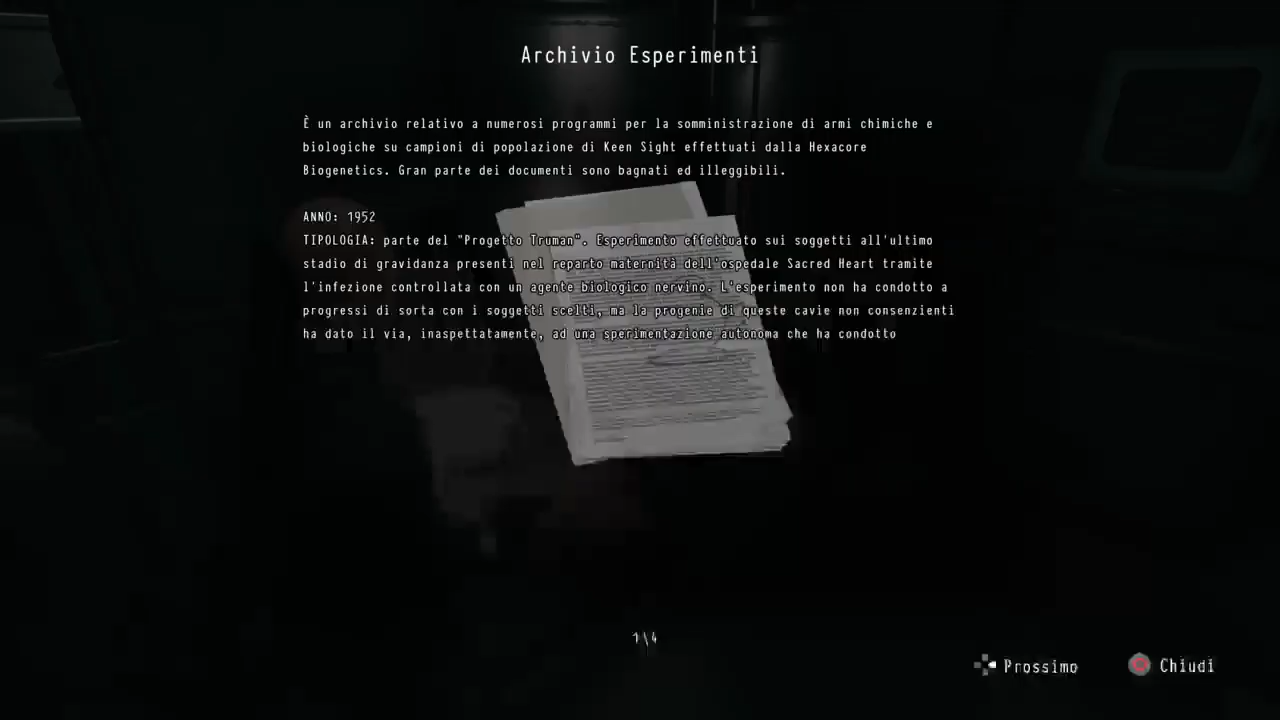 Archivio Esperimenti
È un archivio relativo a numerosi programmi per la somministrazione di armi chimiche e
biologiche su campioni di popolazione di Keen Sight effettuati dalla Hexacore
Biogenetics. Gran parte dei documenti sono bagnati ed illeggibili.
ANNO: 1952
TIPOLOGIA: parte del "Progetto Truman". Esperimento effettuato sui soggetti all'ultimo
stadio di gravidanza presenti nel reparto maternità dell'ospedale Sacred Heart tramite
l'infezione controllata con un agente biologico nervino. L'esperimento non ha condotto a
progressi di sorta con i soggetti scelti, ma la progenie di queste cavie non consenzienti
ha dato il via, inaspettatamente, ad una sperimentazione autonoma che ha condotto
1\4
Prossimo
Chiudi